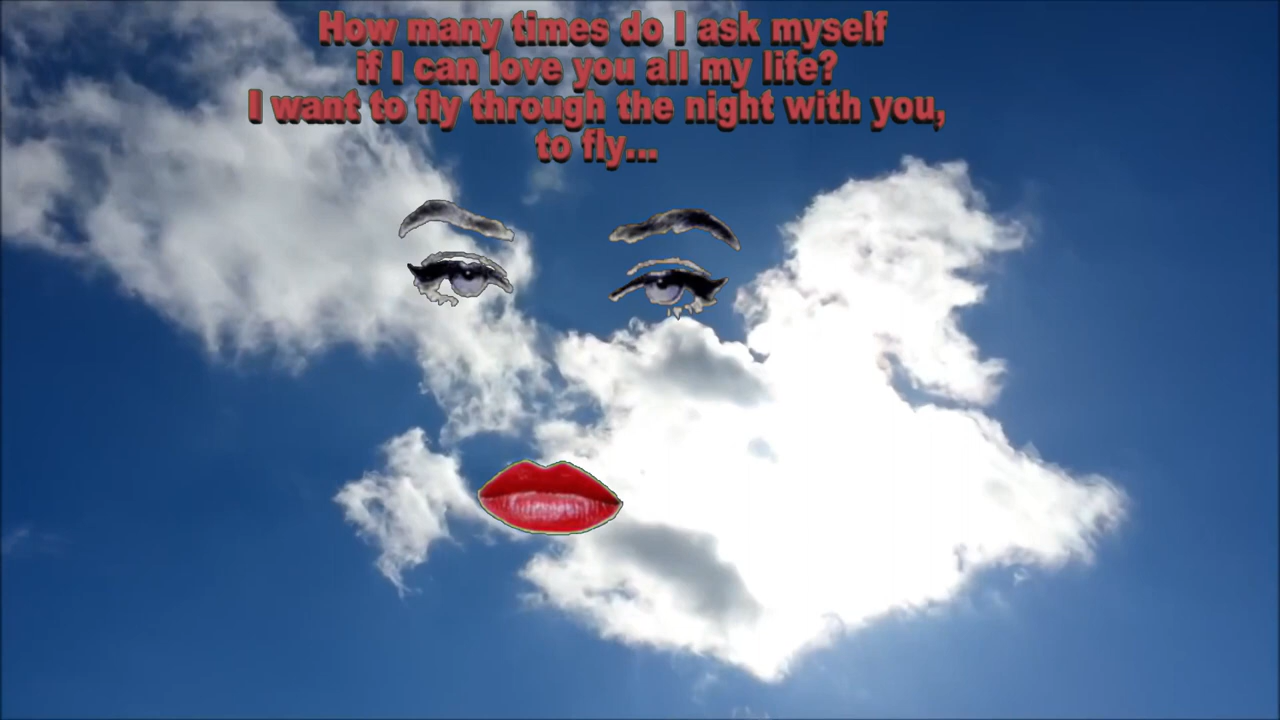 How many times do I ask myself
if I can love you all my life?
I want to fly through the night with you,
to fly...